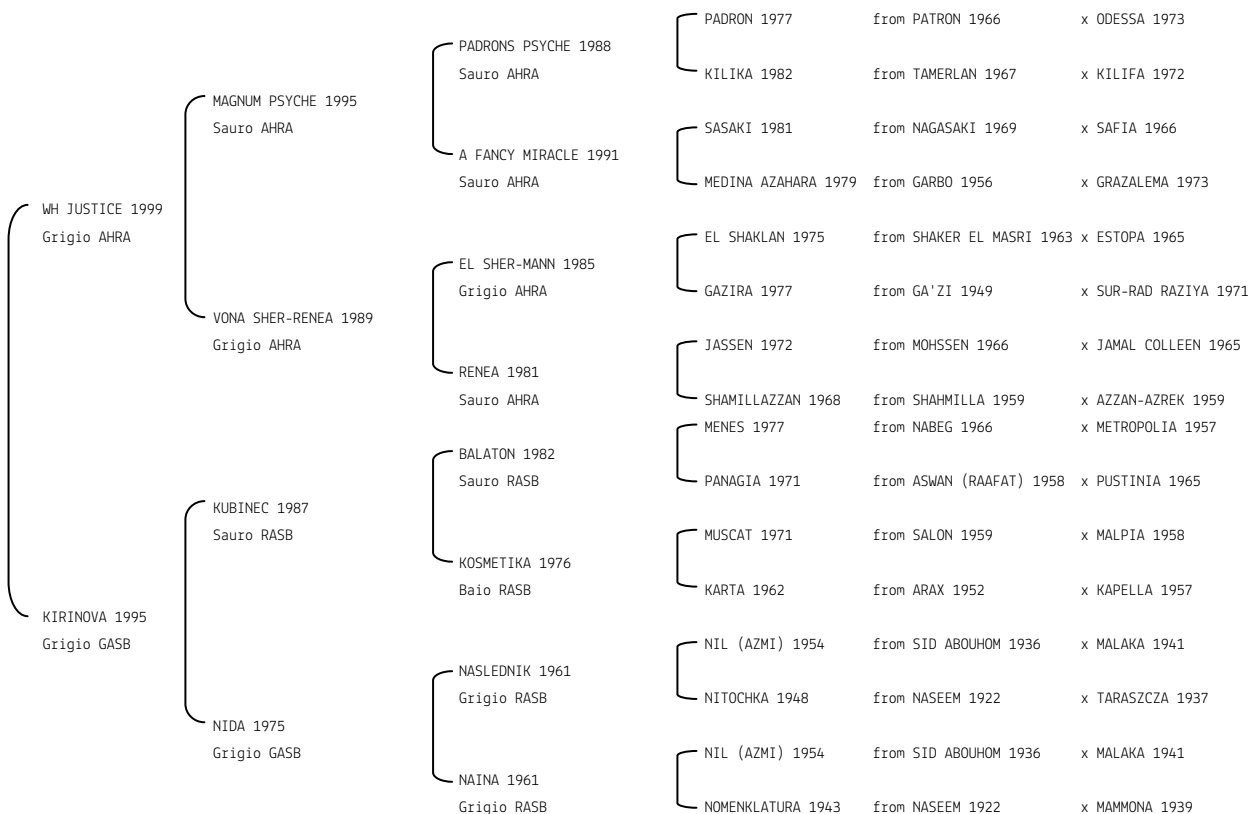 PADRON 1977 from PATRON 1966 x ODESSA 1973
PADRONS PSYCHE 1988
Sauro AHRA
KILIKA 1982 from TAMERLAN 1967 x KILIFA 1972
MAGNUM PSYCHE 1995
Sauro AHRA
SASAKI 1981 from NAGASAKI 1969 x SAFIA 1966
A FANCY MIRACLE 1991
Sauro AHRA
MEDINA AZAHARA 1979 from GARBO 1956 x GRAZALEMA 1973
WH JUSTICE 1999
Grigio AHRA
EL SHAKLAN 1975 from SHAKER EL MASRI 1963 x ESTOPA 1965
EL SHER-MANN 1985
Grigio AHRA
GAZIRA 1977 from GA'ZI 1949 x SUR-RAD RAZIYA 1971
VONA SHER-RENEA 1989
Grigio AHRA
JASSEN 1972 from MOHSSEN 1966 x JAMAL COLLEEN 1965
RENEA 1981
Sauro AHRA
SHAMILLAZZAN 1968 from SHAHMILLA 1959 x AZZAN-AZREK 1959
MENES 1977 from NABEG 1966 x METROPOLIA 1957
BALATON 1982
Sauro RASB
PANAGIA 1971 from ASWAN (RAAFAT) 1958 x PUSTINIA 1965
KUBINEC 1987
Sauro RASB
MUSCAT 1971 from SALON 1959 x MALPIA 1958
KOSMETIKA 1976
Baio RASB
KARTA 1962 from ARAX 1952 x KAPELLA 1957
KIRINOVA 1995
Grigio GASB
NIL (AZMI) 1954 from SID ABOUHOM 1936 x MALAKA 1941
NASLEDNIK 1961
Grigio RASB
NITOCHKA 1948 from NASEEM 1922 x TARASZCZA 1937
NIDA 1975
Grigio GASB
NIL (AZMI) 1954 from SID ABOUHOM 1936 x MALAKA 1941
NAINA 1961
Grigio RASB
NOMENKLATURA 1943 from NASEEM 1922 x MAMMONA 1939